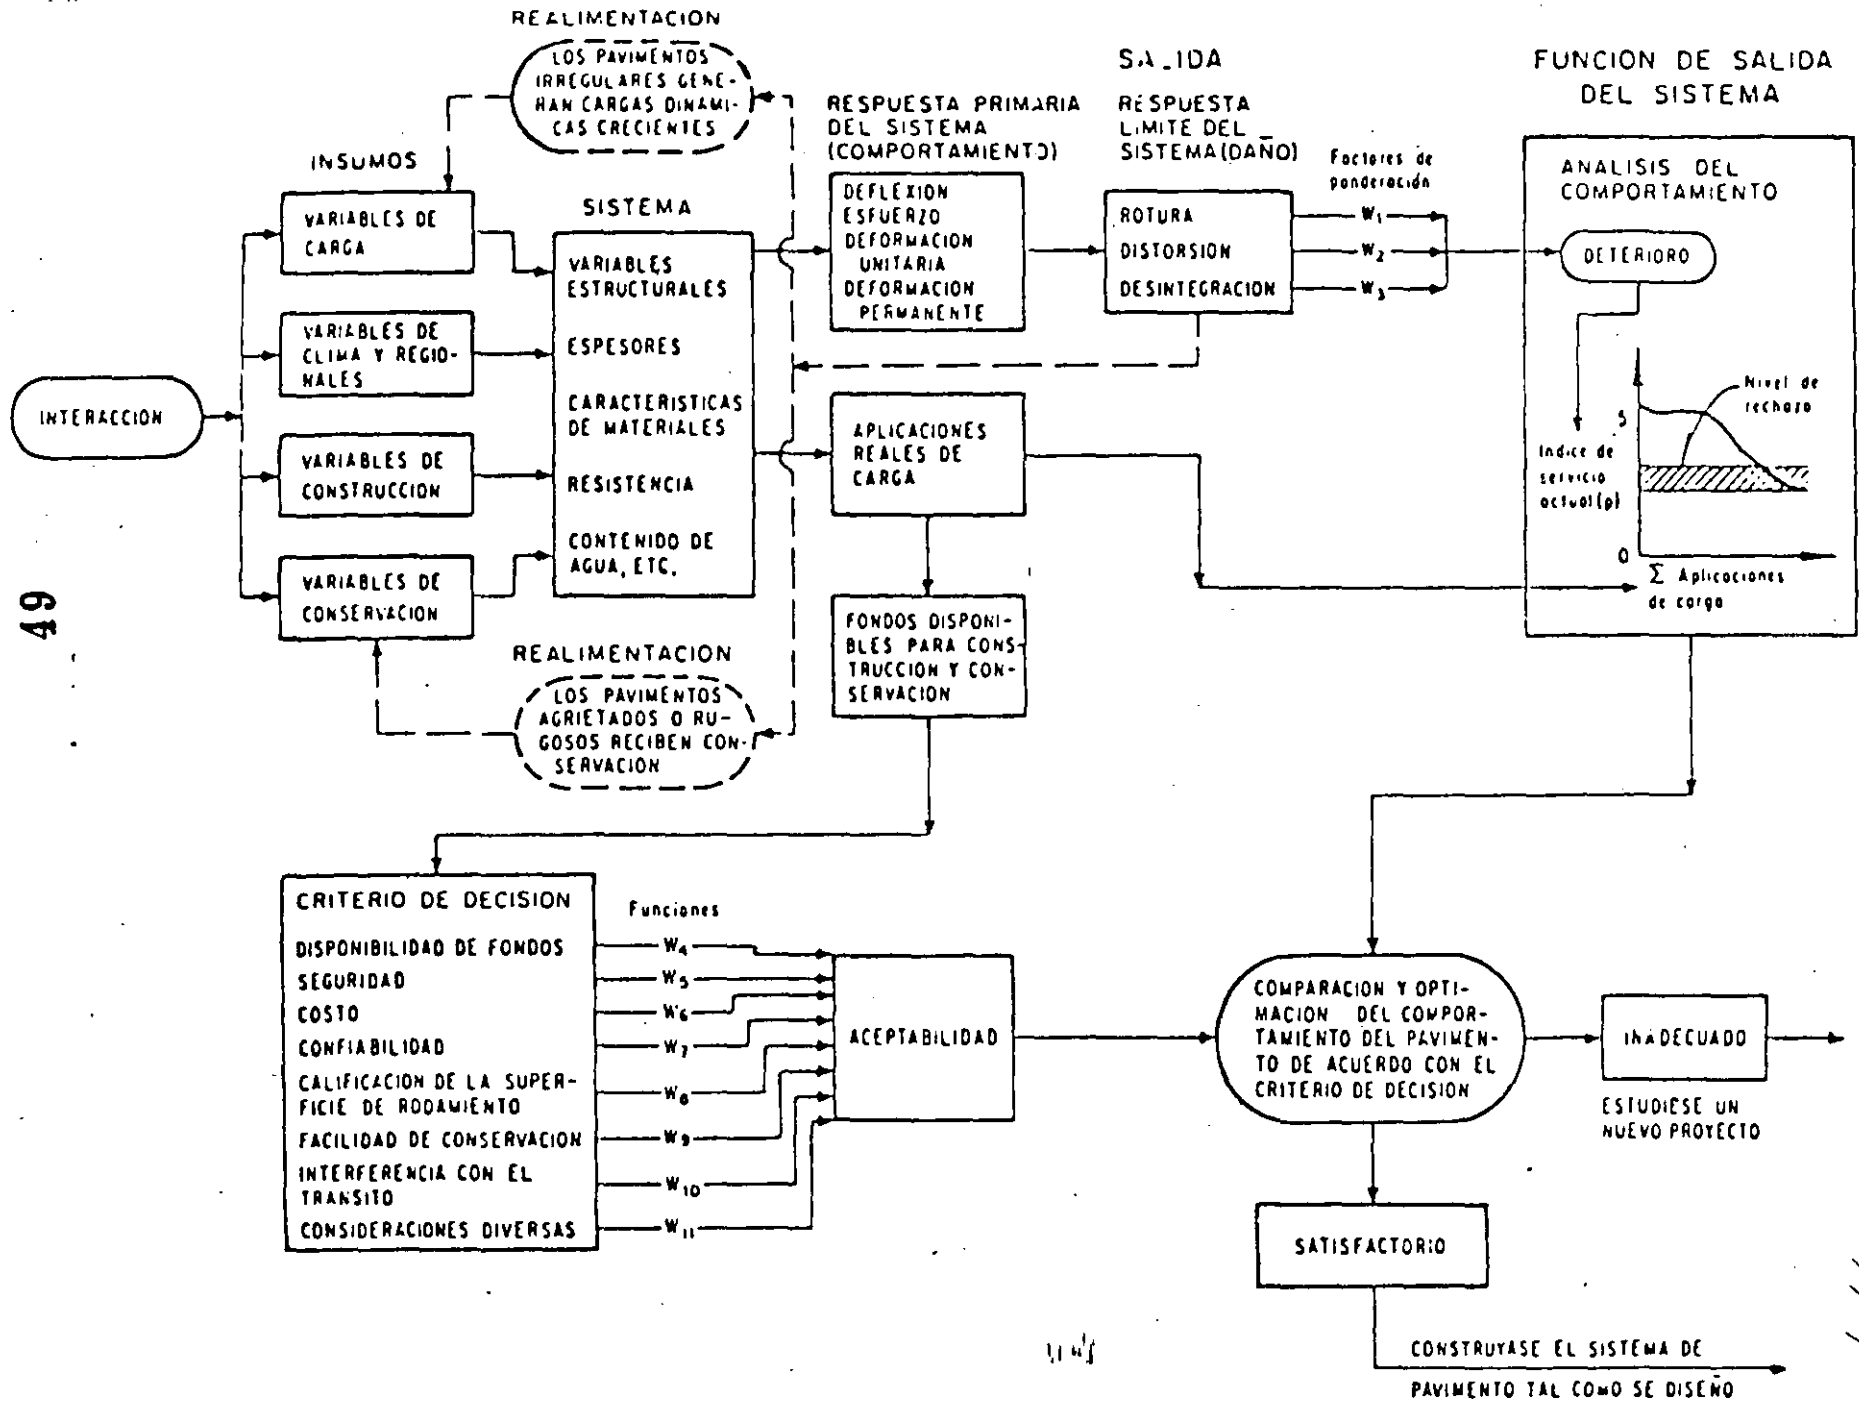 REALIMENTACION
LOS PAVIMENTOS
IRREGULARES GENE-
RAN CARGAS DINAMI-
CAS CRECIENTES
INSUMOS
VARIABLES DE
CARGA
VARIABLES DE
CLIMA Y REGIO-
NALES
VARIABLES DE
CONSTRUCCION
VARIABLES DE
CONSERVACION
INTERACCION
49
SISTEMA
VARIABLES
ESTRUCTURALES
ESPESORES
CARACTERISTICAS
DE MATERIALES
RESISTENCIA
CONTENIDO DE
AGUA, ETC.
REALIMENTACION
LOS PAVIMENTOS
AGRIETADOS O RU-
GOSOS RECIBEN CON-
SERVACION
SALIDA
RESPUESTA PRIMARIA
DEL SISTEMA
(COMPORTAMIENTO)
DEFLEXION
ESFUERZO
DEFORMACION
UNITARIA
DEFORMACION
PERMANENTE
RESPUESTA
LIMITE DEL
SISTEMA (DAÑO)
ROTURA
DISTORSION
DESINTEGRACION
Factores de
ponderación
W1
W2
W3
APLICACIONES
REALES DE
CARGA
FONDOS DISPONI-
BLES PARA CONS-
TRUCCION Y CON-
SERVACION
FUNCION DE SALIDA
DEL SISTEMA
ANALISIS DEL
COMPORTAMIENTO
DETERIORO
Nivel de
rechazo
5
Indice de
servicio
actual (p)
0
Σ Aplicaciones
de carga
CRITERIO DE DECISION
DISPONIBILIDAD DE FONDOS
SEGURIDAD
COSTO
CONFIABILIDAD
CALIFICACION DE LA SUPER-
FICIE DE RODAMIENTO
FACILIDAD DE CONSERVACION
INTERFERENCIA CON EL
TRANSITO
CONSIDERACIONES DIVERSAS
Funciones
W4
W5
W6
W7
W8
W9
W10
W11
ACEPTABILIDAD
COMPARACION Y OPTI-
MACION DEL COMPOR-
TAMIENTO DEL PAVIMEN-
TO DE ACUERDO CON EL
CRITERIO DE DECISION
INADECUADO
ESTUDIESE UN
NUEVO PROYECTO
SATISFACTORIO
CONSTRUYASE EL SISTEMA DE
PAVIMENTO TAL COMO SE DISEÑO